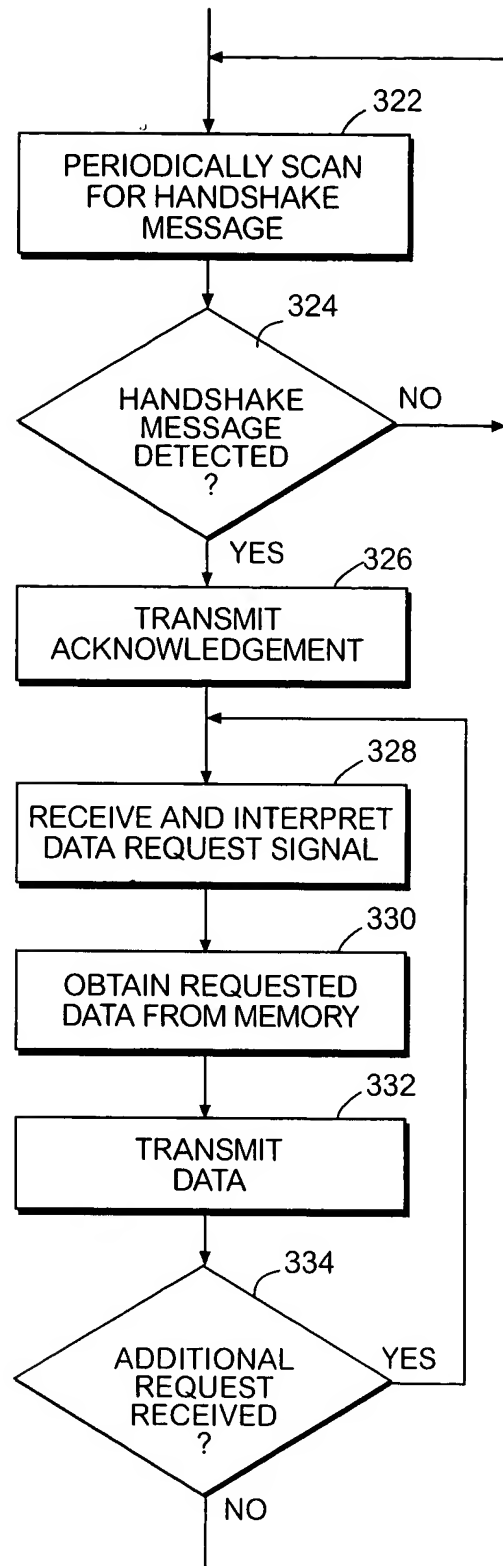 322
PERIODICALLY SCAN
FOR HANDSHAKE
MESSAGE
324
HANDSHAKE
MESSAGE
DETECTED
?
NO
YES
326
TRANSMIT
ACKNOWLEDGEMENT
328
RECEIVE AND INTERPRET
DATA REQUEST SIGNAL
330
OBTAIN REQUESTED
DATA FROM MEMORY
332
TRANSMIT
DATA
334
ADDITIONAL
REQUEST
RECEIVED
?
YES
NO